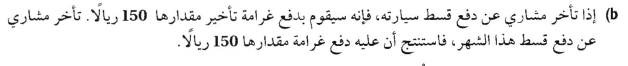 (b إذا تأخر مشاري عن دفع قسط سيارته، فإنه سيقوم بدفع غرامة تأخير مقدارها 150 ريالًا. تأخر مشاري
عن دفع قسط هذا الشهر، فاستنتج أن عليه دفع غرامة مقدارها 150 ريالًا.